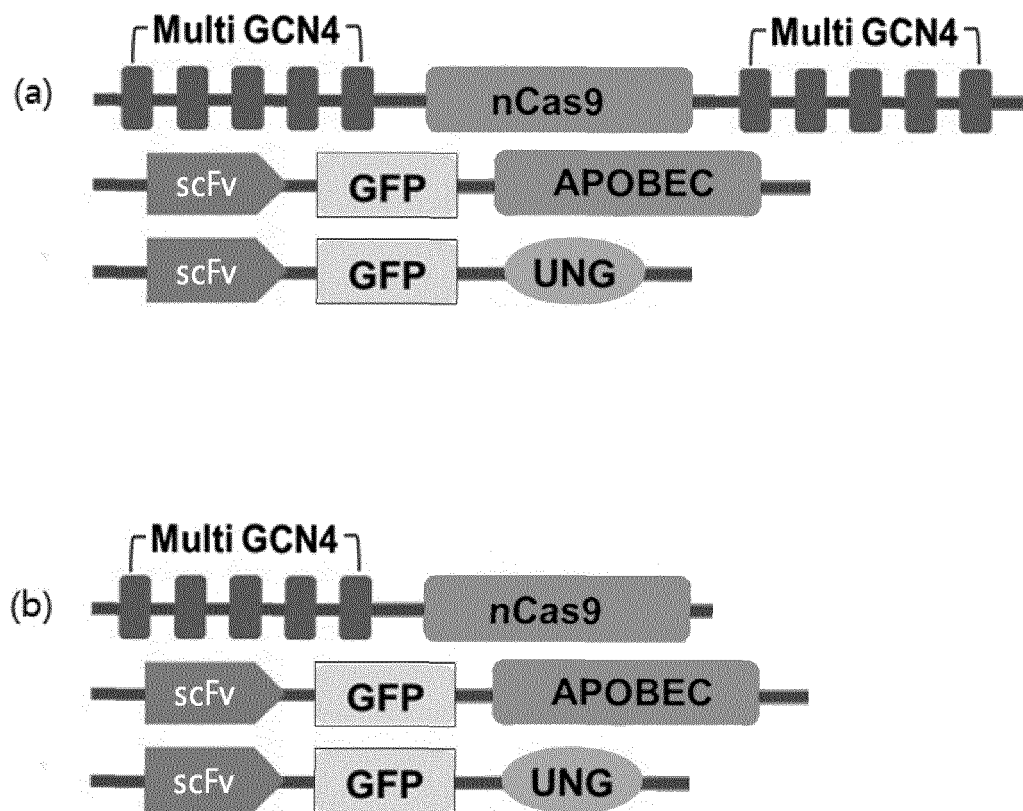 Multi GCN4 Multi GCN4
(a) nCas9
scFv GFP APOBEC
scFv GFP UNG
Multi GCN4
(b) nCas9
scFv GFP APOBEC
scFv GFP UNG